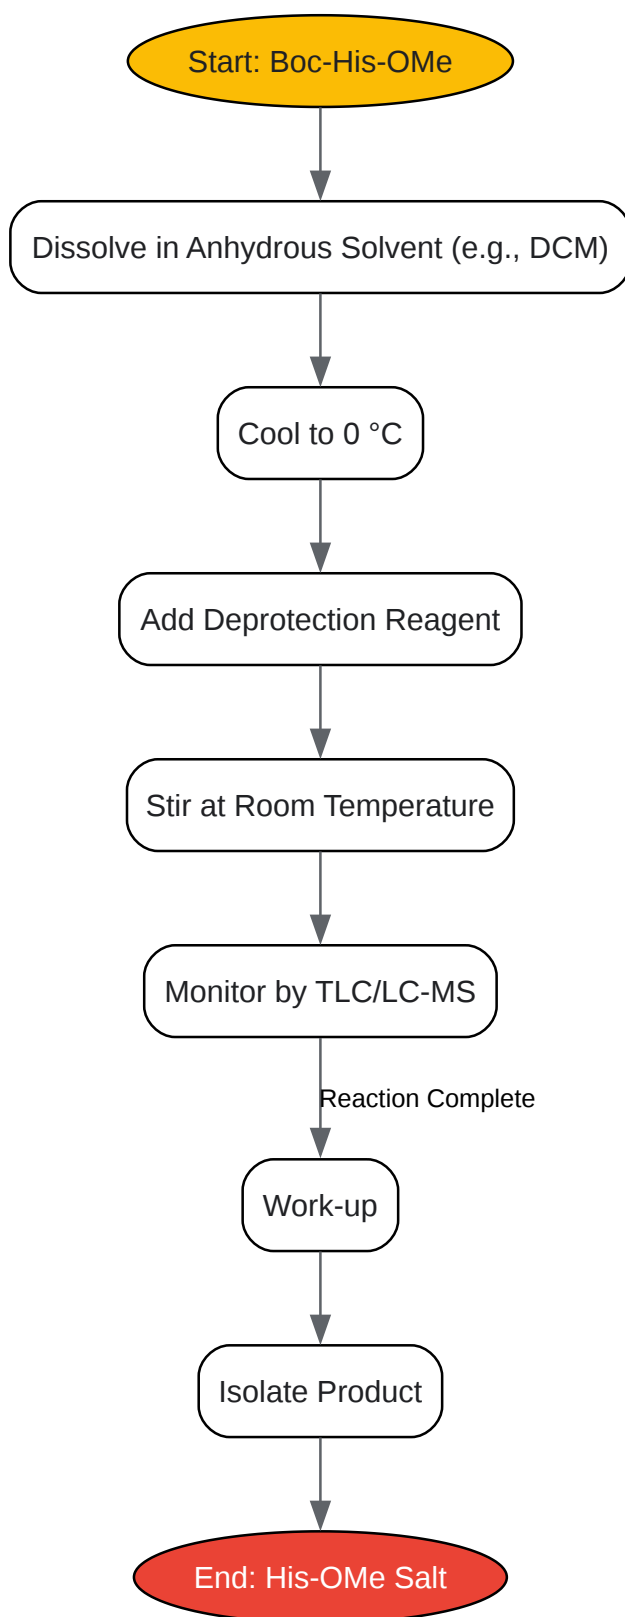 Start: Boc-His-OMe
Dissolve in Anhydrous Solvent (e.g., DCM)
Cool to 0 °C
Add Deprotection Reagent
Stir at Room Temperature
Monitor by TLC/LC-MS
Reaction Complete
Work-up
Isolate Product
End: His-OMe Salt